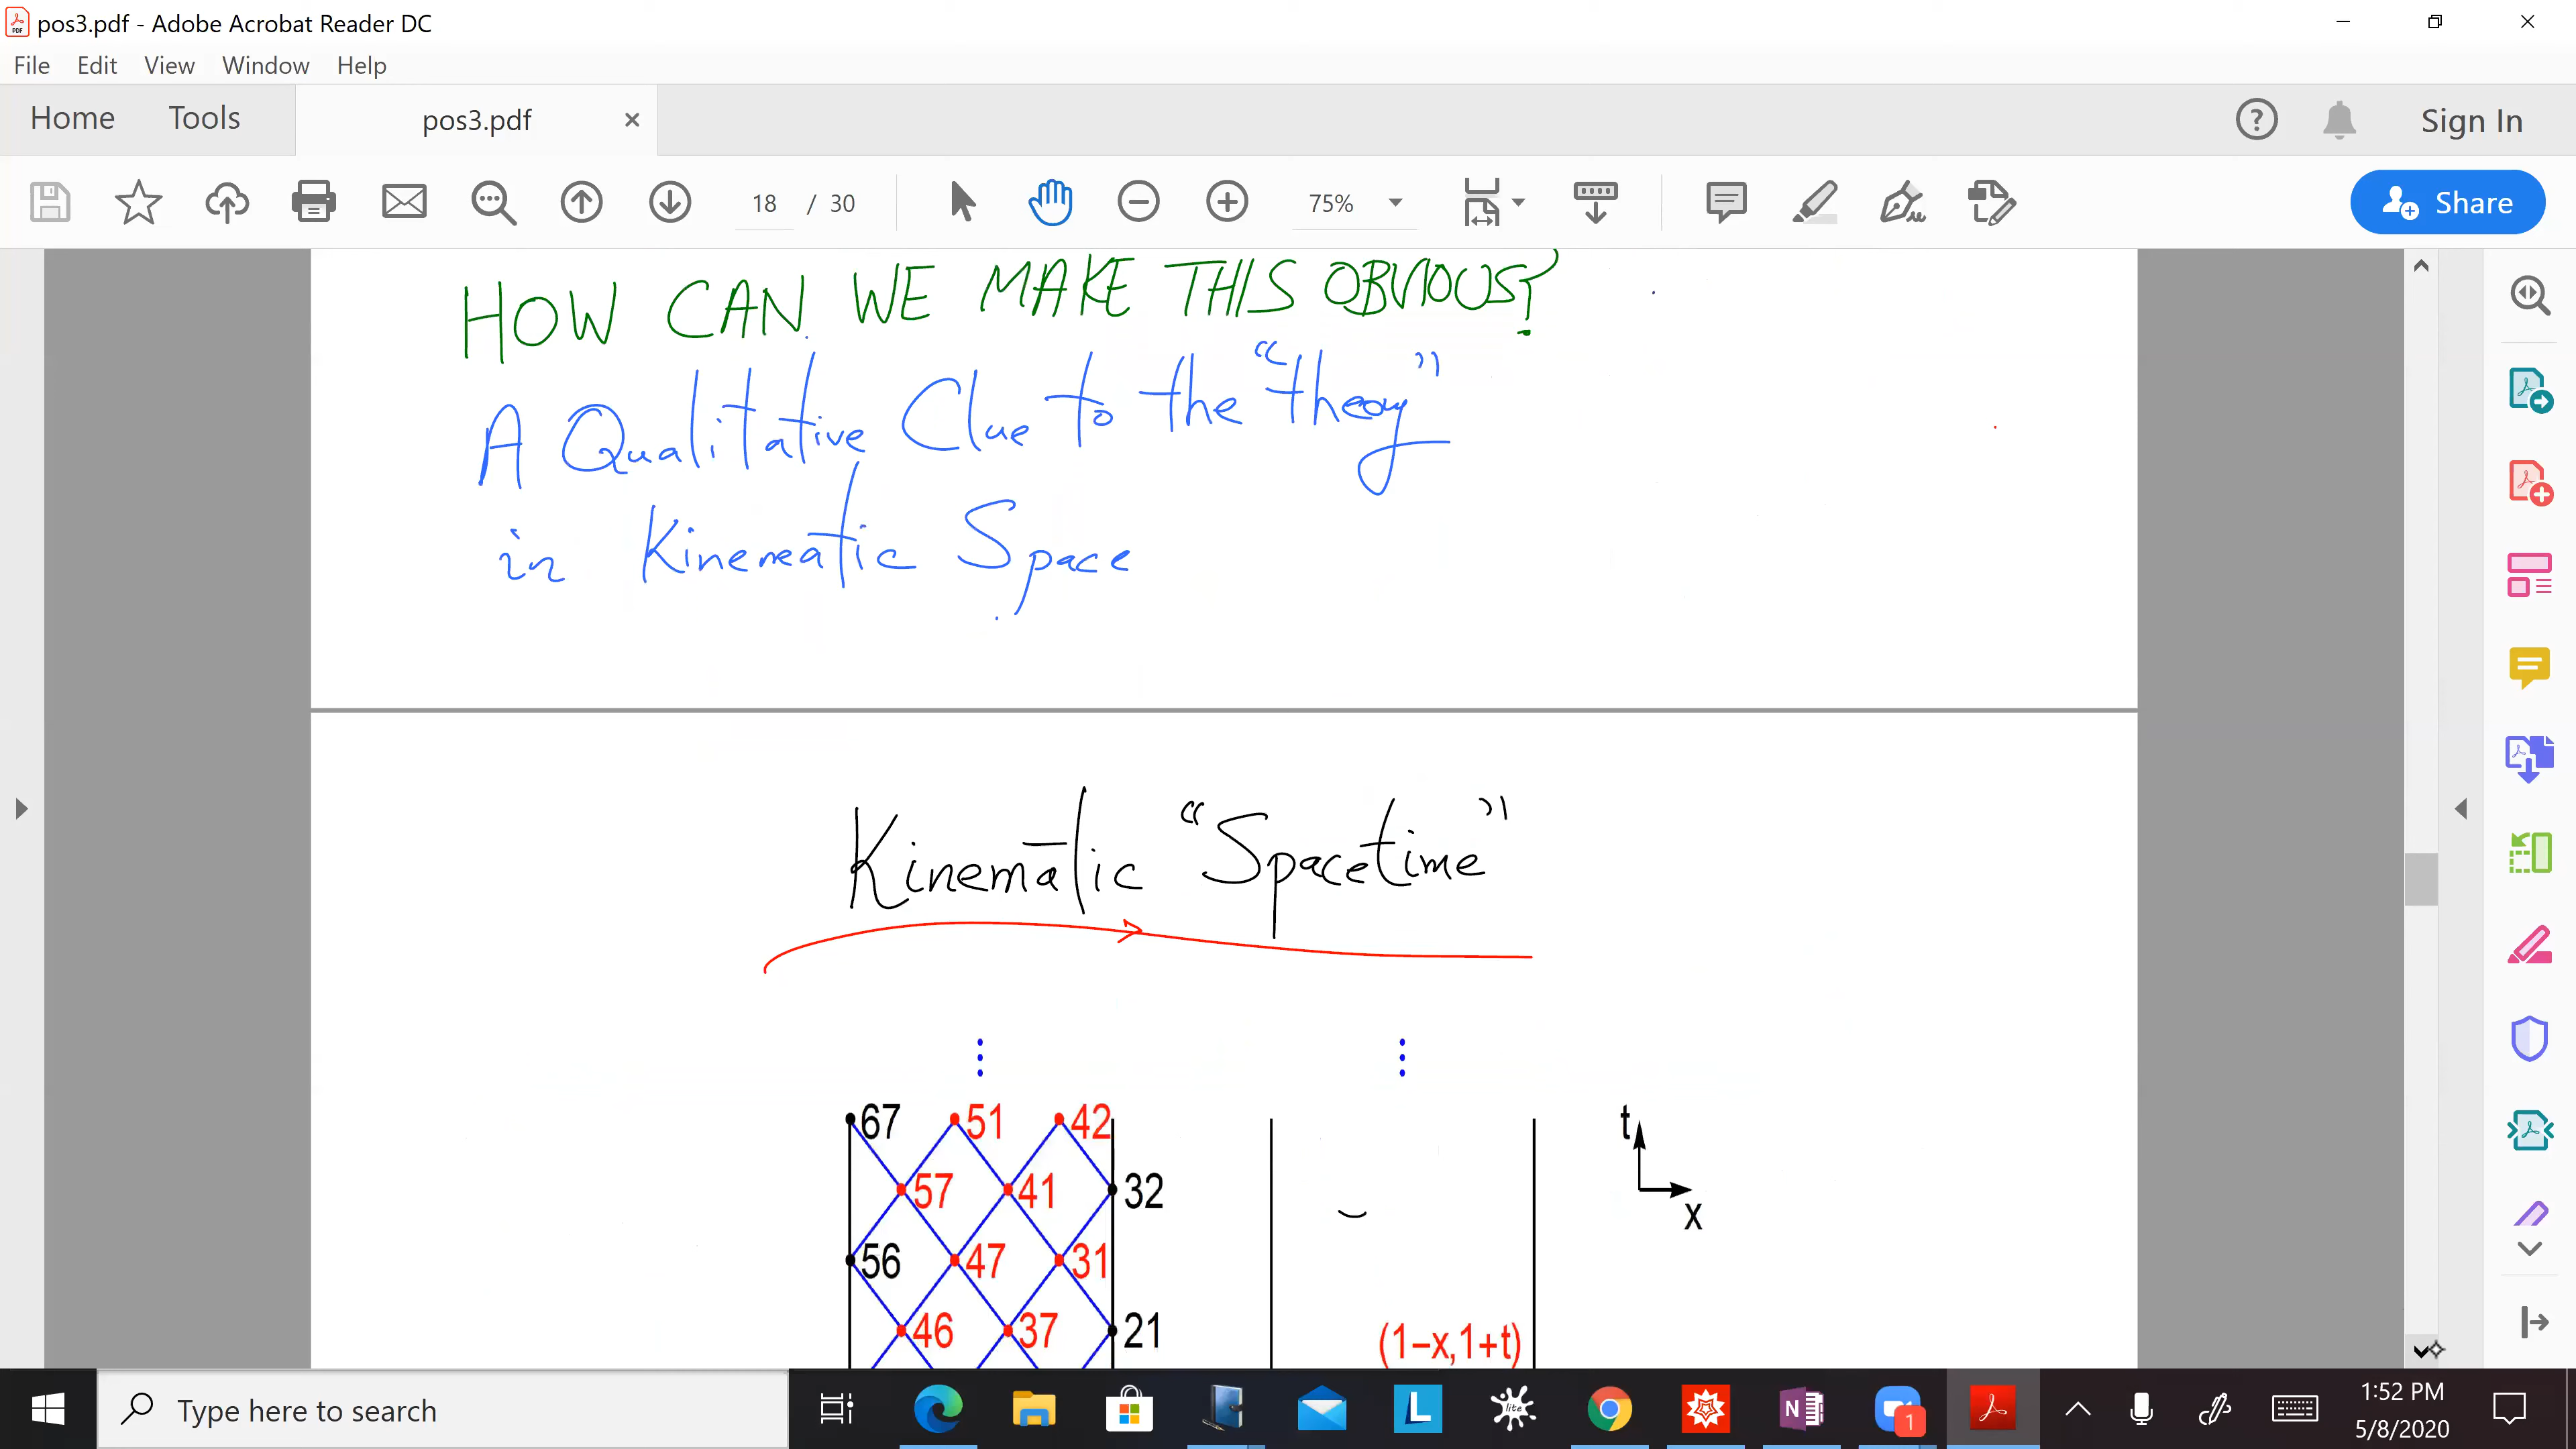 pos3.pdf - Adobe Acrobat Reader DC
File Edit View Window Help
Home Tools pos3.pdf × Sign In
18 / 30 75% Share
HOW CAN WE MAKE THIS OBVIOUS?
A Qualitative Clue to the "theory"
in Kinematic Space
Kinematic "Spacetime"
67 51 42 t
57 41 32 x
56 47 31
46 37 21 (1−x,1+t)
Type here to search L lite 1 1:52 PM
5/8/2020